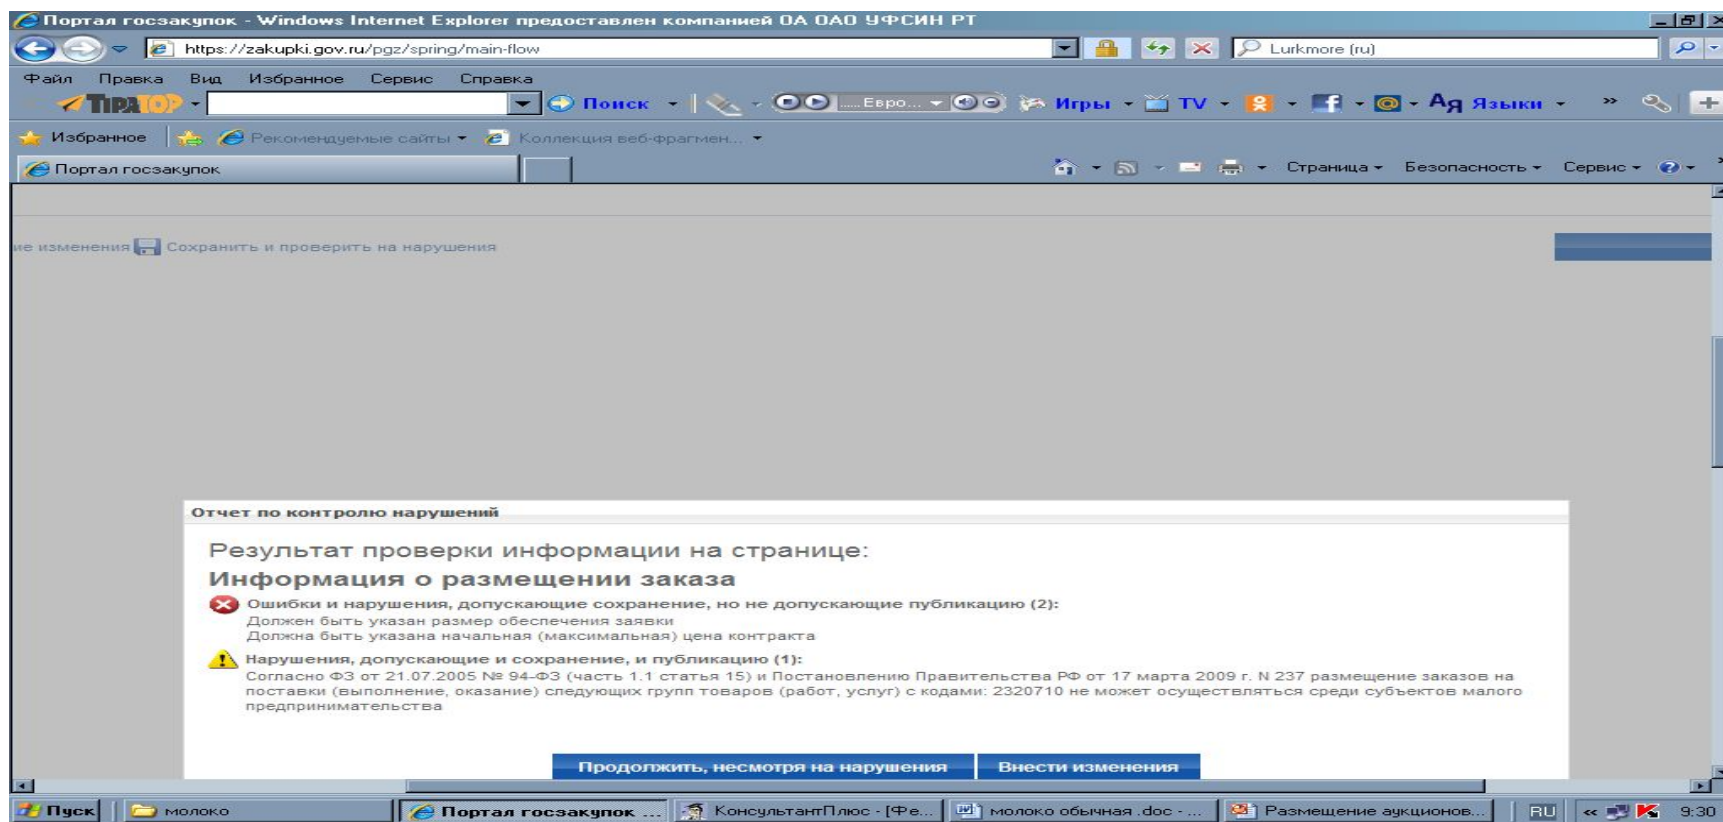 Портал госзакупок - Windows Internet Explorer предоставлен компанией ОА ОАО УФСИН РТ
https://zakupki.gov.ru/pgz/spring/main-flow Lurkmore (ru)
Файл Правка Вид Избранное Сервис Справка
ТІРАТОР Поиск .....Евро... Игры TV Aя Языки »
Избранное Рекомендуемые сайты Коллекция веб-фрагмен...
Портал госзакупок Страница Безопасность Сервис
ие изменения Сохранить и проверить на нарушения
Отчет по контролю нарушений
Результат проверки информации на странице:
Информация о размещении заказа
Ошибки и нарушения, допускающие сохранение, но не допускающие публикацию (2):
Должен быть указан размер обеспечения заявки
Должна быть указана начальная (максимальная) цена контракта
Нарушения, допускающие и сохранение, и публикацию (1):
Согласно ФЗ от 21.07.2005 № 94-ФЗ (часть 1.1 статья 15) и Постановлению Правительства РФ от 17 марта 2009 г. N 237 размещение заказов на
поставки (выполнение, оказание) следующих групп товаров (работ, услуг) с кодами: 2320710 не может осуществляться среди субъектов малого
предпринимательства
Продолжить, несмотря на нарушения Внести изменения
Пуск молоко Портал госзакупок ... КонсультантПлюс - [Фе... молоко обычная .doc - ... Размещение аукционов... RU « 9:30